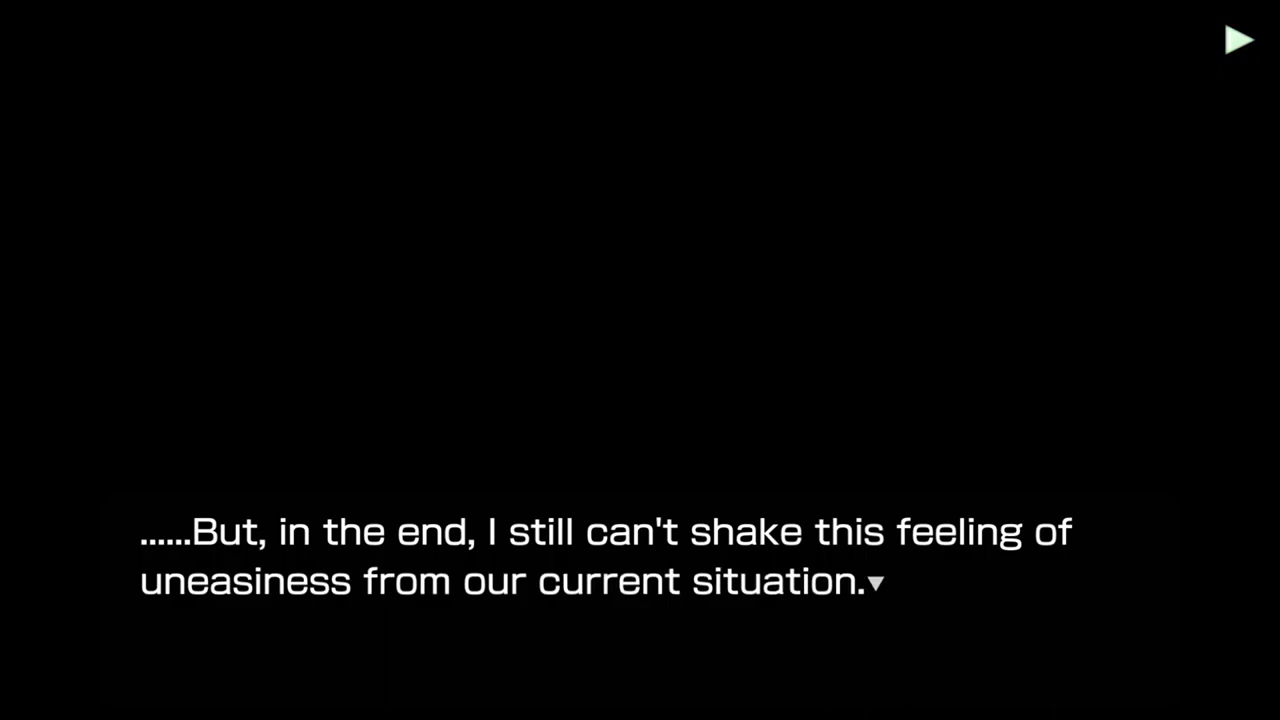 ......But, in the end, I still can't shake this feeling of
uneasiness from our current situation.▼